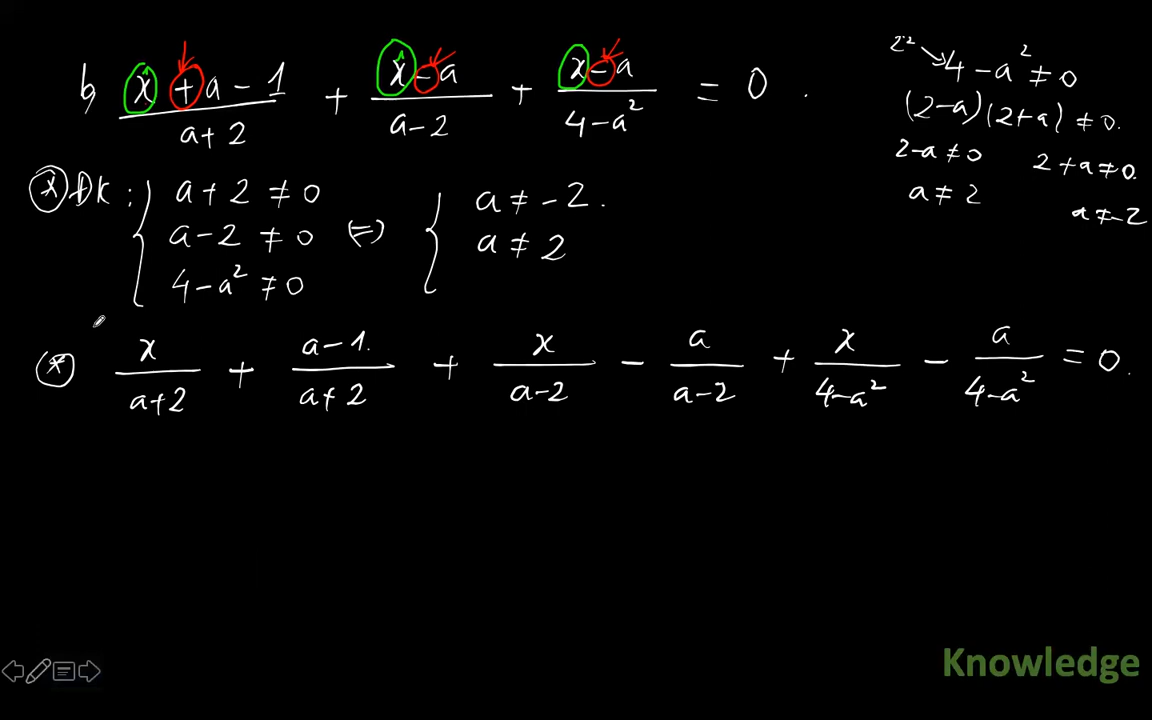 b, (x + a - 1)/(a + 2) + (x - a)/(a - 2) + (x - a)/(4 - a²) = 0 .
2² → 4 - a² ≠ 0
(2 - a)(2 + a) ≠ 0.
2 - a ≠ 0    2 + a ≠ 0.
a ≠ 2    a ≠ -2
(*) ĐK : { a + 2 ≠ 0
a - 2 ≠ 0
4 - a² ≠ 0
(=) { a ≠ -2 .
a ≠ 2
(*) x/(a+2) + (a - 1.)/(a + 2) + x/(a - 2) - a/(a - 2) + x/(4 - a²) - a/(4 - a²) = 0 .
Knowledge